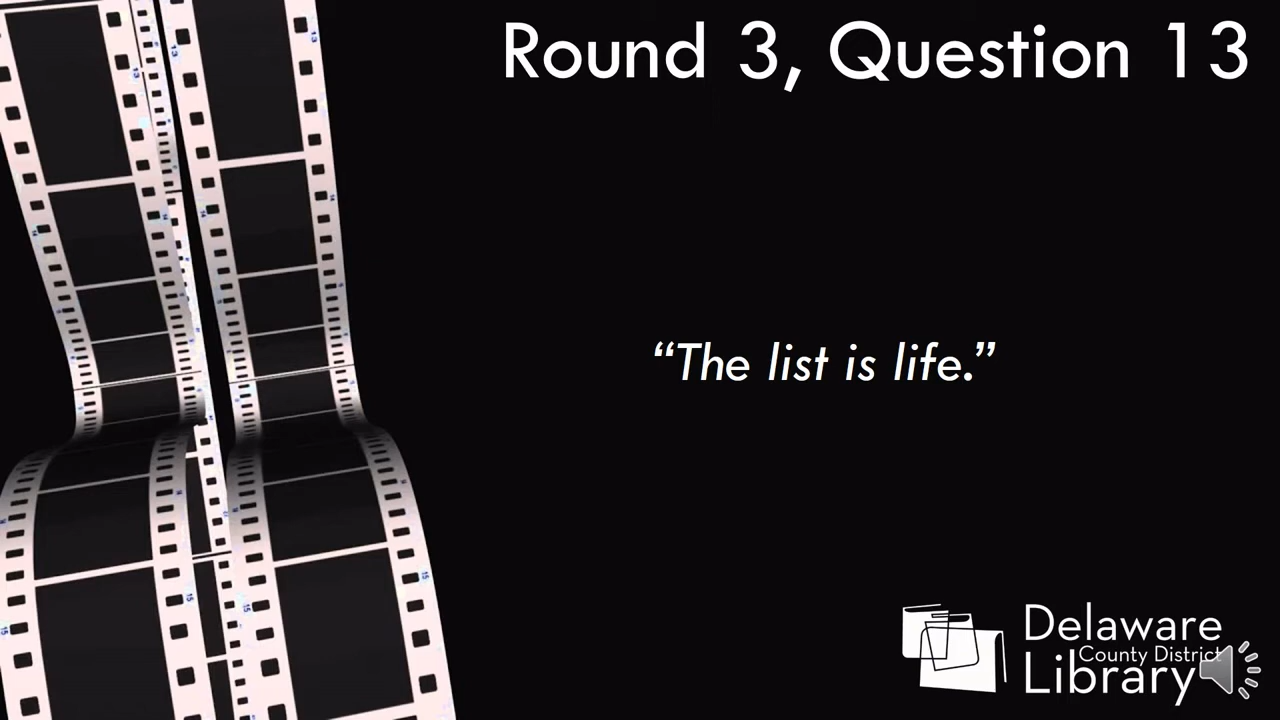 Round 3, Question 13
“The list is life.”
Delaware
County District
Library